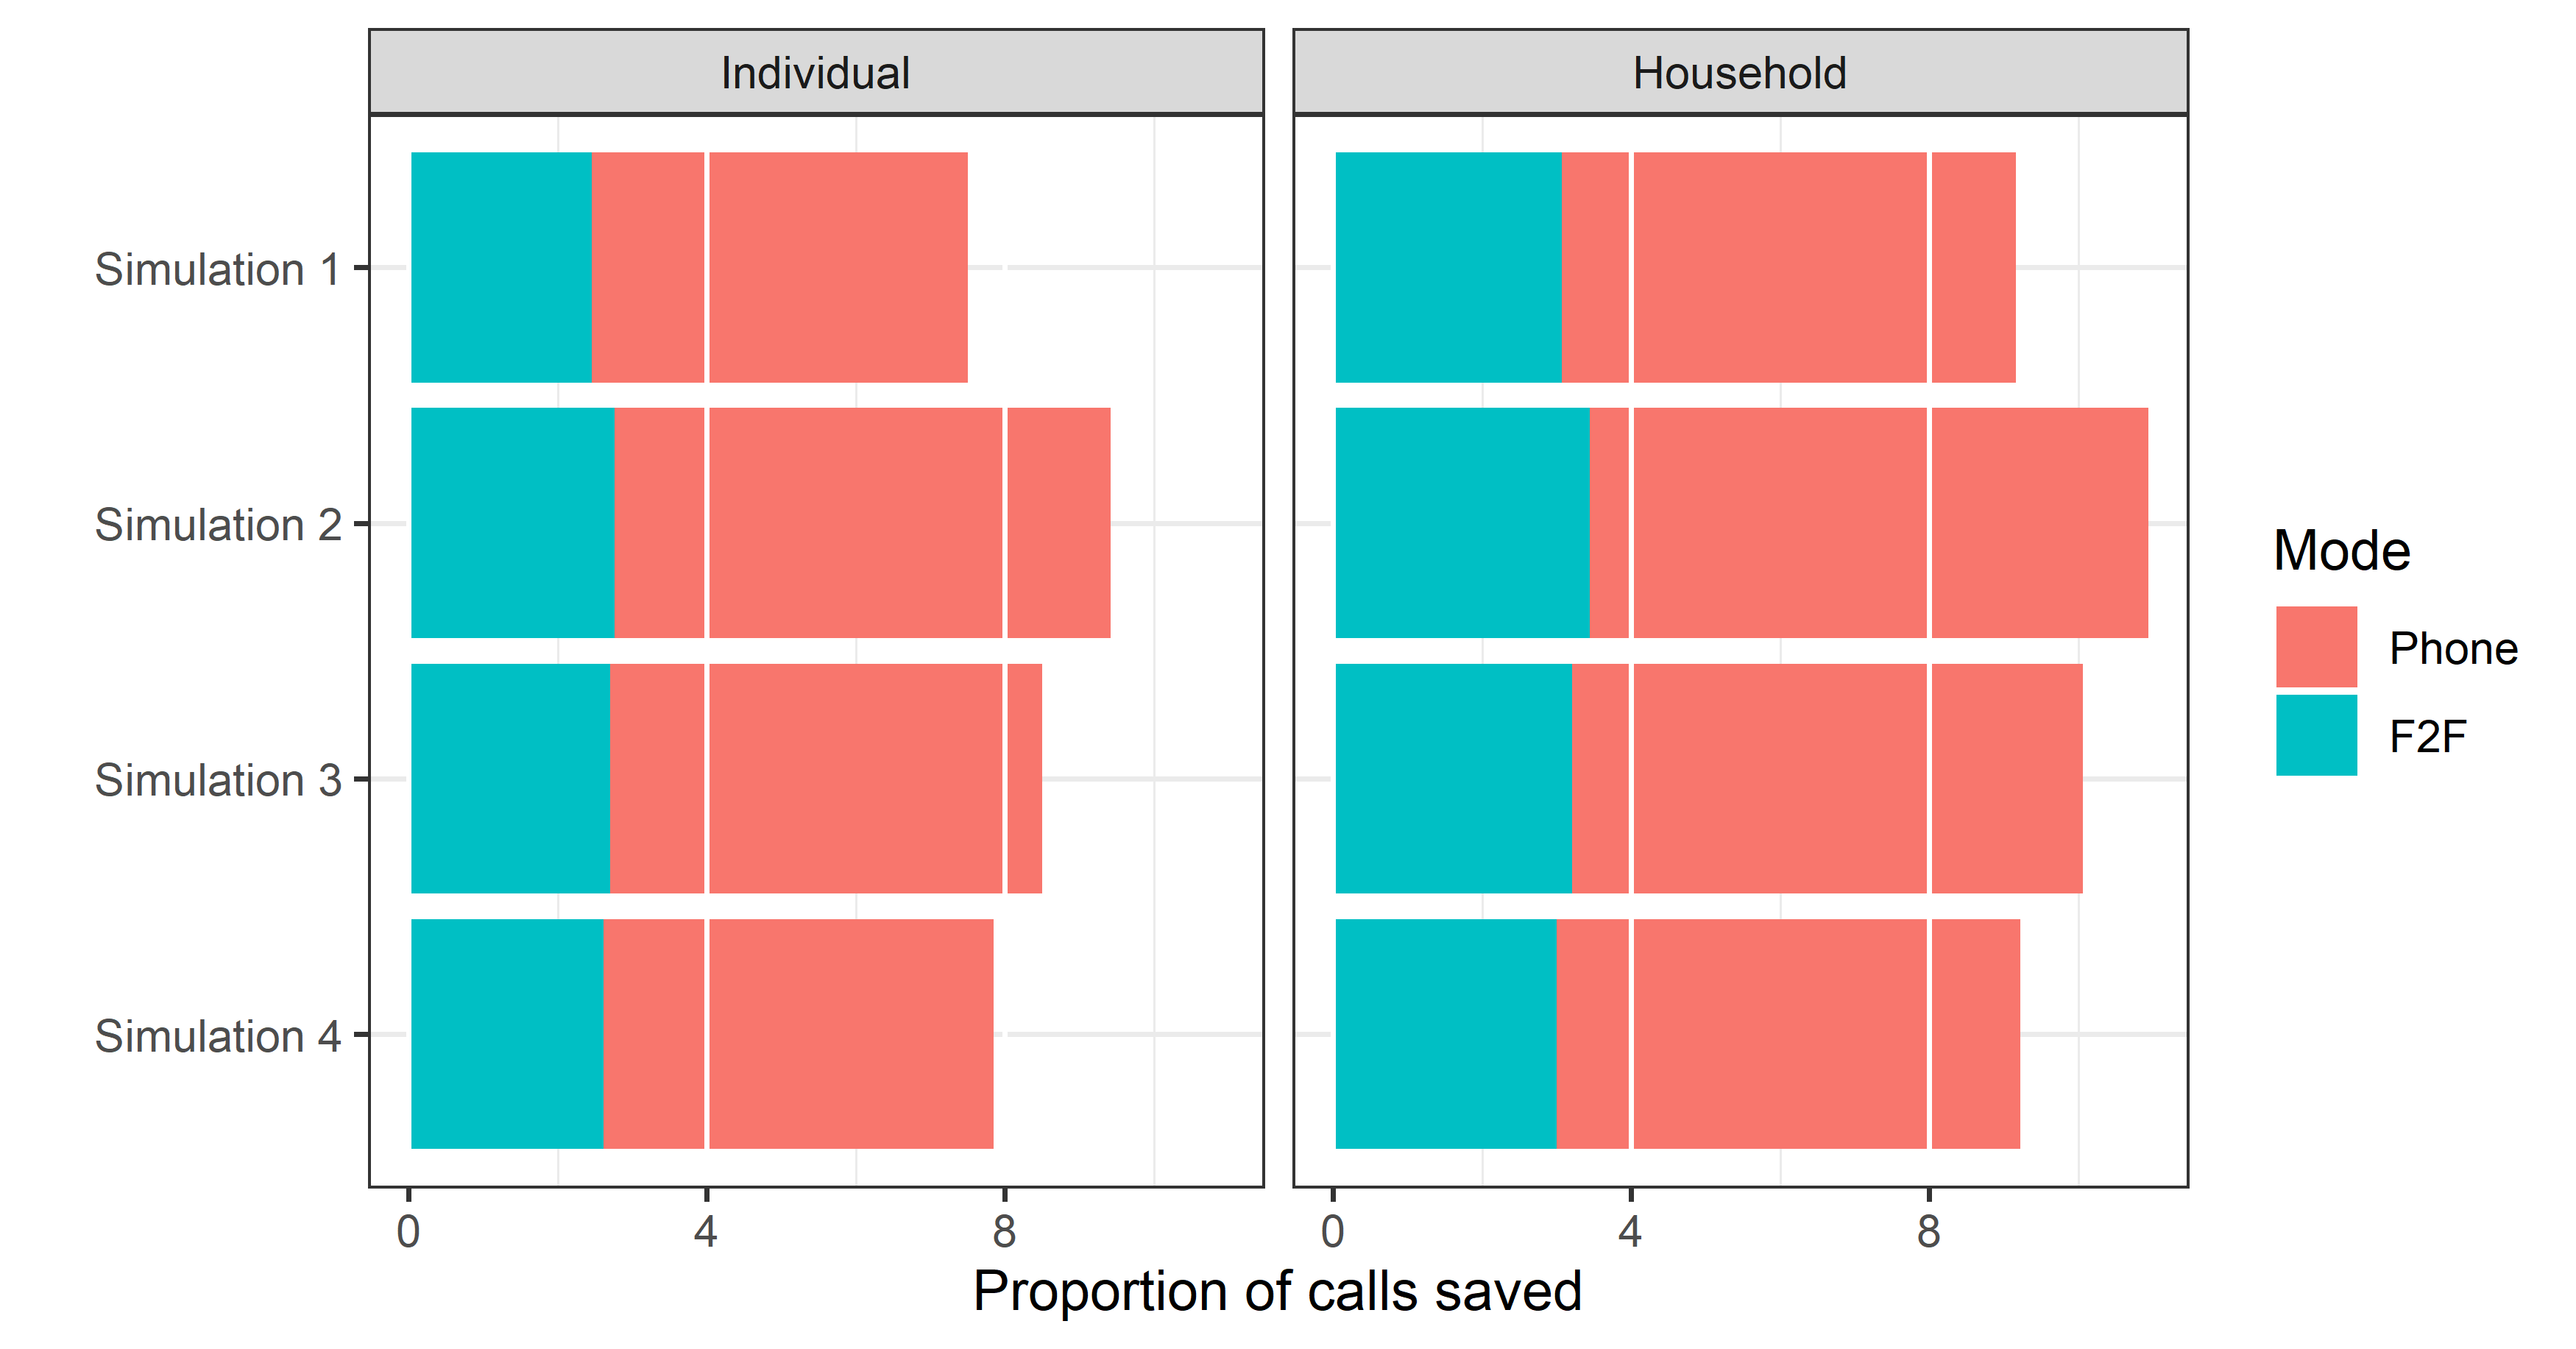 Individual
Household
Simulation 1
Simulation 2
Simulation 3
Simulation 4
0 4 8
0 4 8
Proportion of calls saved
Mode
Phone
F2F